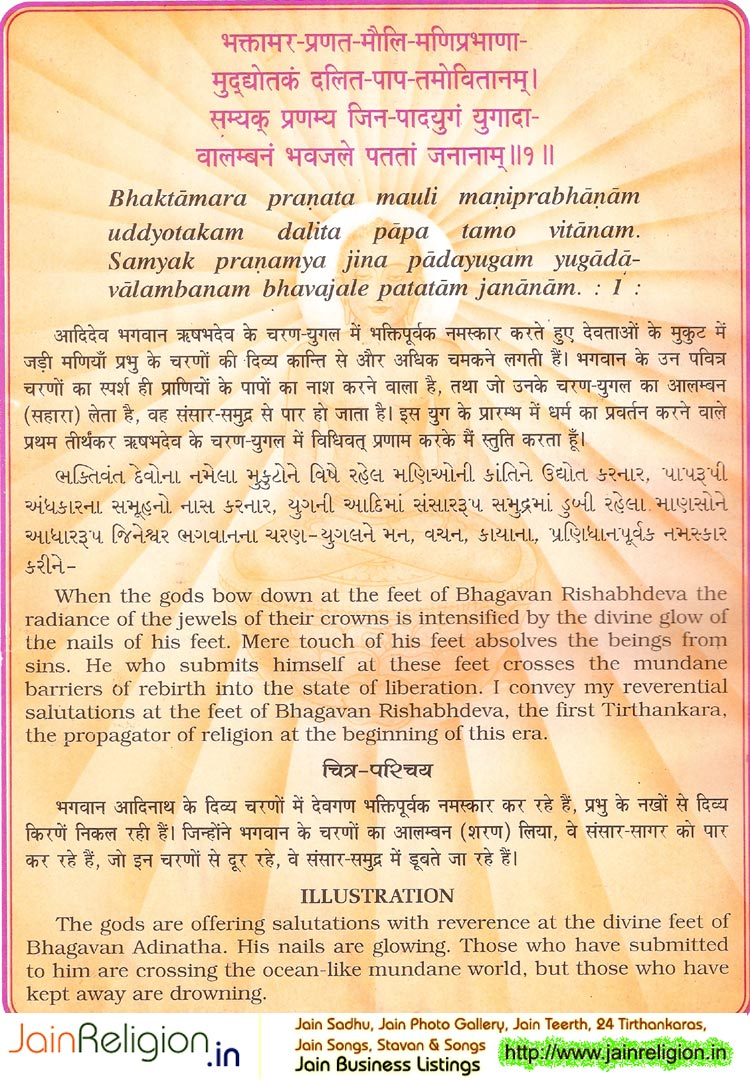 भक्तामर-प्रणत-मौलि-मणिप्रभाणा-
मुद्द्योतकं दलित-पाप-तमोवितानम्।
सम्यक् प्रणम्य जिन-पादयुगं युगादा-
वालम्बनं भवजले पततां जनानाम्॥१॥
Bhaktāmara praṇata mauli maṇiprabhāṇām
uddyotakam dalita pāpa tamo vitānam.
Samyak praṇamya jina pādayugam yugādā-
vālambanam bhavajale patatām janānām. : 1 :
आदिदेव भगवान ऋषभदेव के चरण-युगल में भक्तिपूर्वक नमस्कार करते हुए देवताओं के मुकुट में
जड़ी मणियाँ प्रभु के चरणों की दिव्य कान्ति से और अधिक चमकने लगती हैं। भगवान के उन पवित्र
चरणों का स्पर्श ही प्राणियों के पापों का नाश करने वाला है, तथा जो उनके चरण-युगल का आलम्बन
(सहारा) लेता है, वह संसार-समुद्र से पार हो जाता है। इस युग के प्रारम्भ में धर्म का प्रवर्तन करने वाले
प्रथम तीर्थंकर ऋषभदेव के चरण-युगल में विधिवत् प्रणाम करके मैं स्तुति करता हूँ।
ભક્તિવંત દેવોના નમેલા મુકુટોને વિષે રહેલ મણિઓની કાંતિને ઉદ્યોત કરનાર, પાપરૂપી
અંધકારના સમૂહનો નાસ કરનાર, યુગની આદિમાં સંસારરૂપ સમુદ્રમાં ડુબી રહેલા માણસોને
આધારરૂપ જિનેશ્વર ભગવાનના ચરણ–યુગલને મન, વચન, કાયાના, પ્રણિધાનપૂર્વક નમસ્કાર
કરીને–
When the gods bow down at the feet of Bhagavan Rishabhdeva the
radiance of the jewels of their crowns is intensified by the divine glow of
the nails of his feet. Mere touch of his feet absolves the beings from
sins. He who submits himself at these feet crosses the mundane
barriers of rebirth into the state of liberation. I convey my reverential
salutations at the feet of Bhagavan Rishabhdeva, the first Tirthankara,
the propagator of religion at the beginning of this era.
चित्र-परिचय
भगवान आदिनाथ के दिव्य चरणों में देवगण भक्तिपूर्वक नमस्कार कर रहे हैं, प्रभु के नखों से दिव्य
किरणें निकल रही हैं। जिन्होंने भगवान के चरणों का आलम्बन (शरण) लिया, वे संसार-सागर को पार
कर रहे हैं, जो इन चरणों से दूर रहे, वे संसार-समुद्र में डूबते जा रहे हैं।
ILLUSTRATION
The gods are offering salutations with reverence at the divine feet of
Bhagavan Adinatha. His nails are glowing. Those who have submitted
to him are crossing the ocean-like mundane world, but those who have
kept away are drowning.
JainReligion.in
Jain Sadhu, Jain Photo Gallery, Jain Teerth, 24 Tirthankaras,
Jain Songs, Stavan & Songs
Jain Business Listings
http://www.jainreligion.in